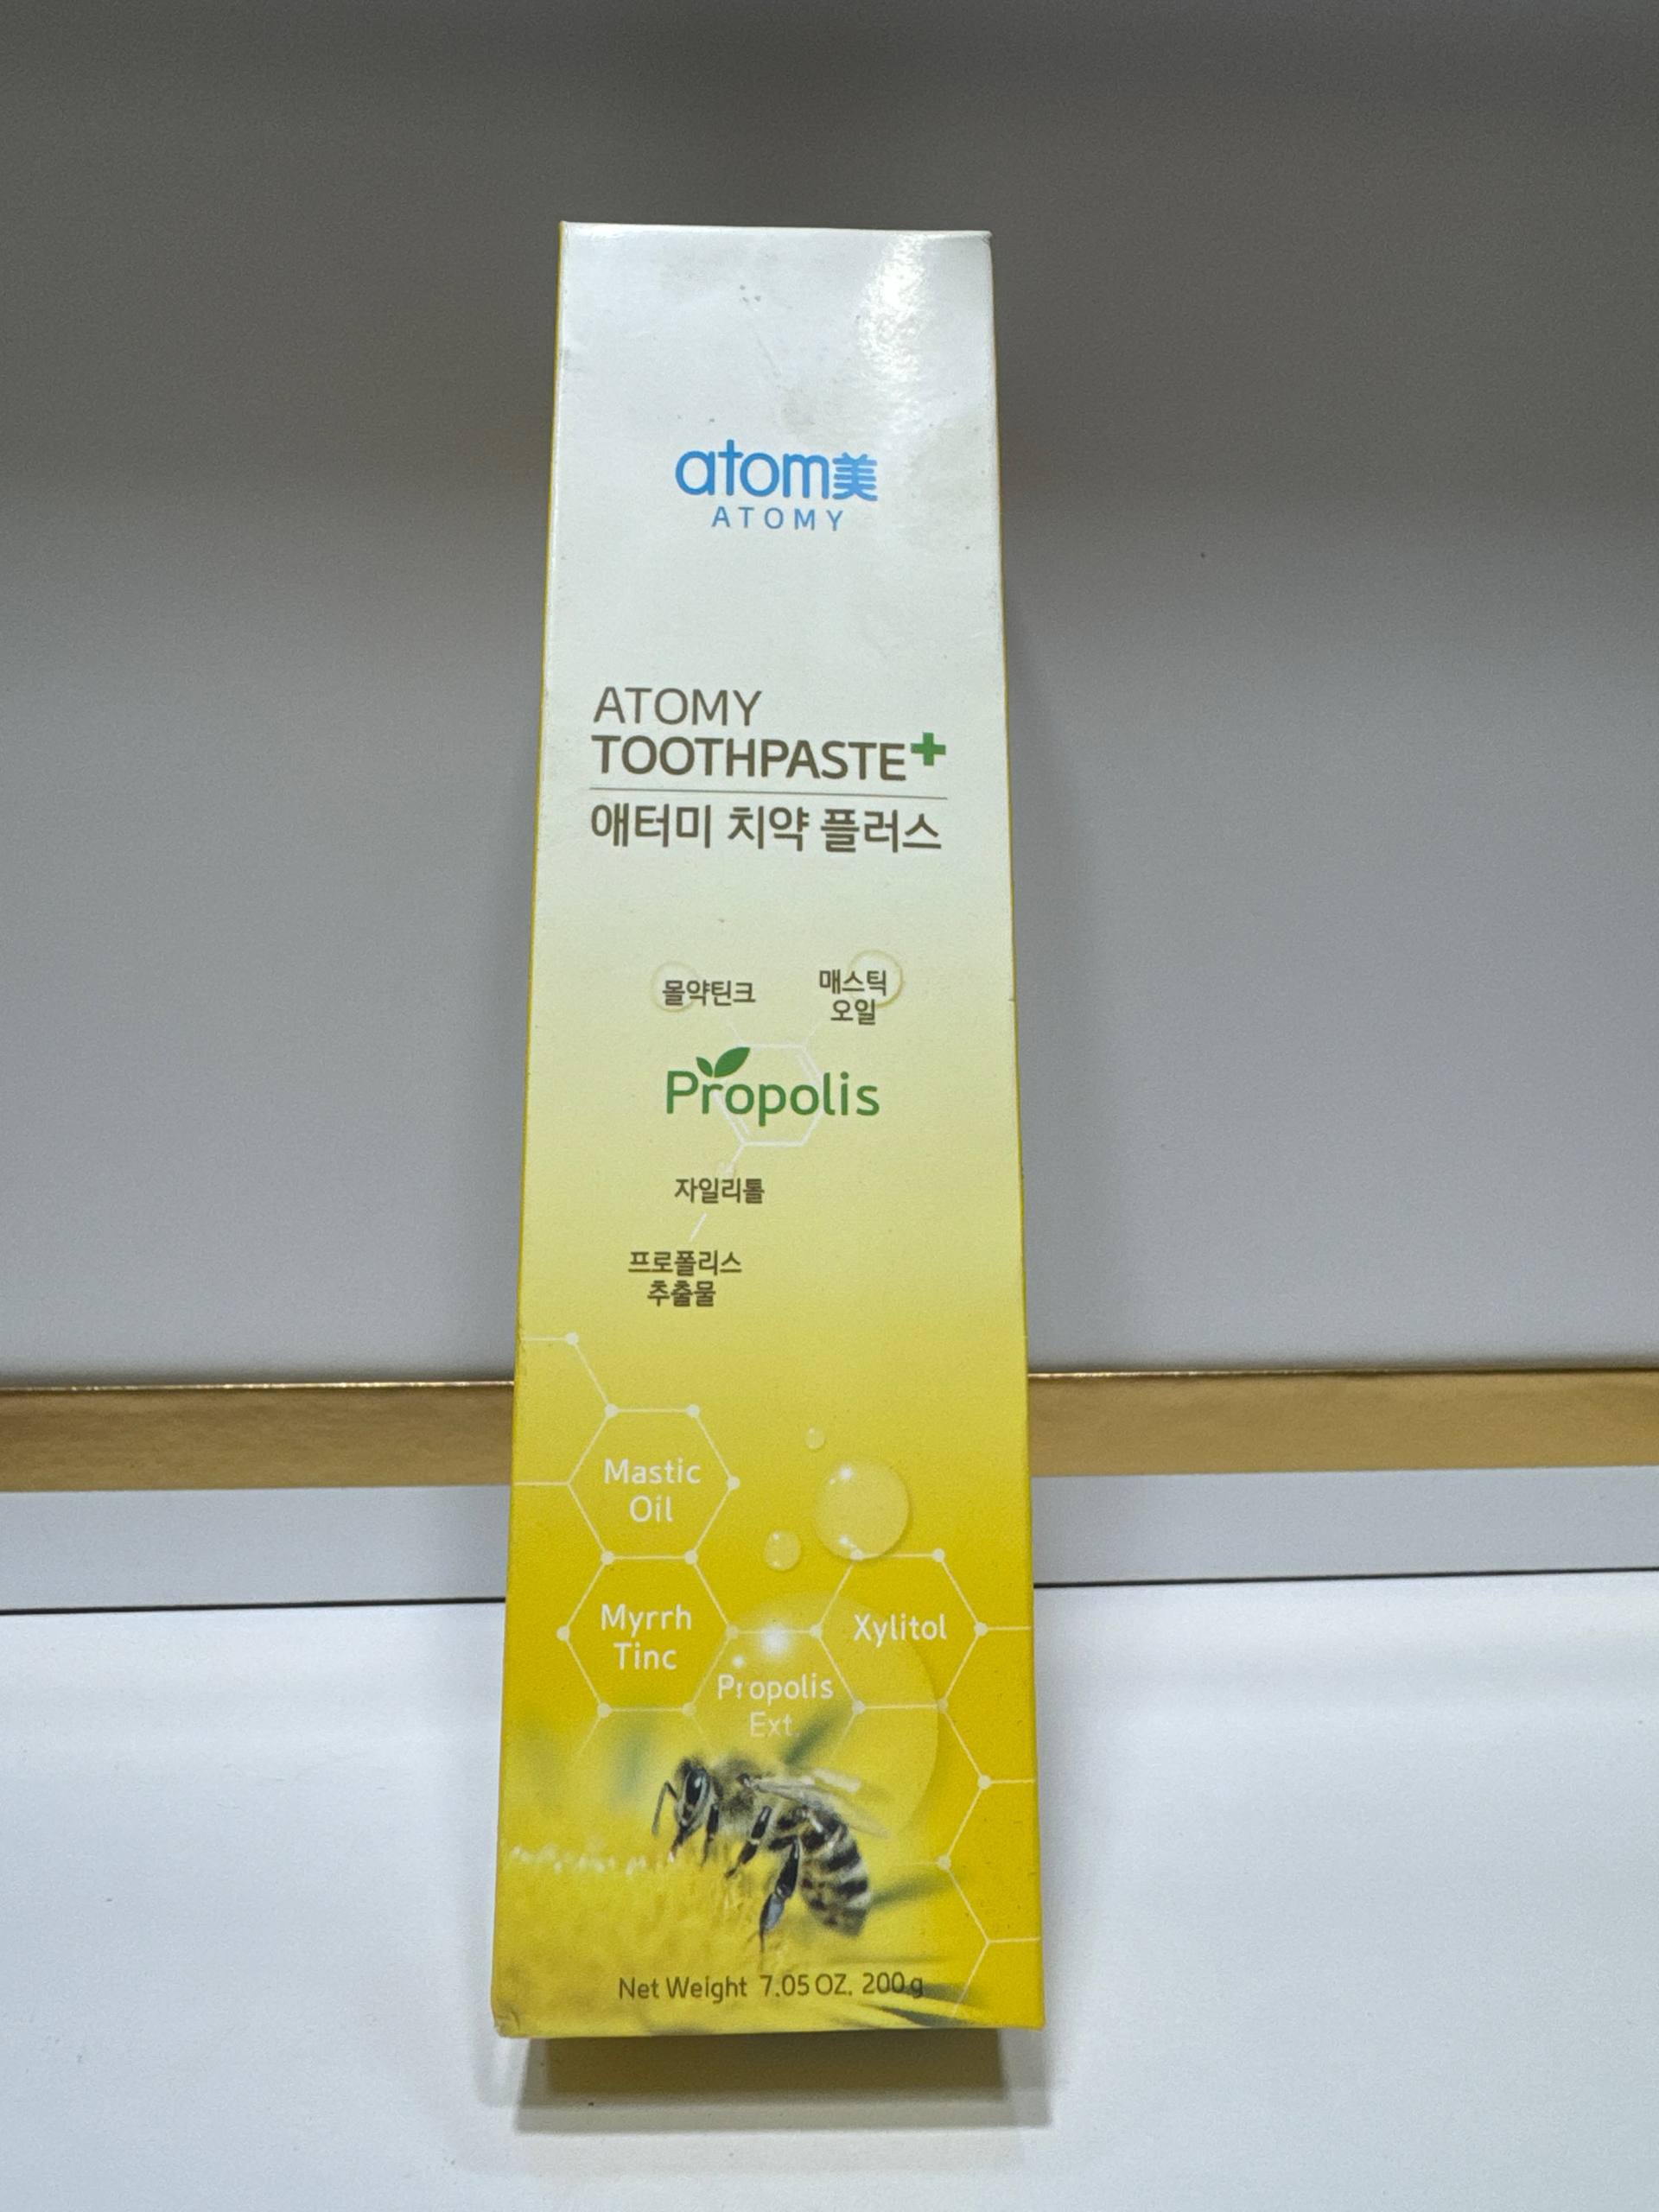 atom美
ATOMY
ATOMY
TOOTHPASTE+
애터미 치약 플러스
몰약틴크
매스틱
오일
Propolis
자일리톨
프로폴리스
추출물
Mastic
Oil
Myrrh
Tinc
Xylitol
Propolis
Ext.
Net Weight 7.05 OZ. 200g